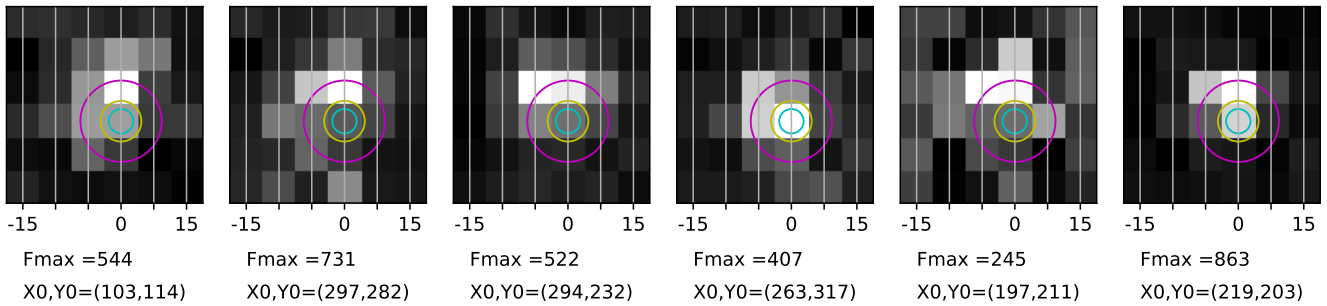 -15 0 15 -15 0 15 -15 0 15 -15 0 15 -15 0 15 -15 0 15
Fmax =544 Fmax =731 Fmax =522 Fmax =407 Fmax =245 Fmax =863
X0,Y0=(103,114) X0,Y0=(297,282) X0,Y0=(294,232) X0,Y0=(263,317) X0,Y0=(197,211) X0,Y0=(219,203)